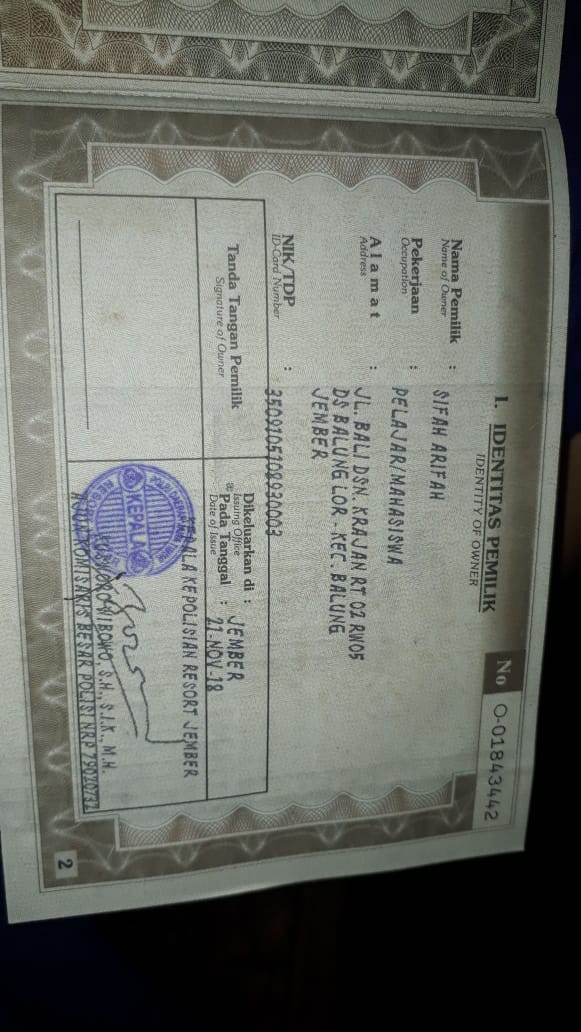 I. IDENTITAS PEMILIK
IDENTITY OF OWNER
No O-01843442
Nama Pemilik : SIFAH ARIFAH
Name of Owner
Pekerjaan : PELAJAR/MAHASISWA
Occupation
Alamat : JL. BALI DSN. KRAJAN RT 02 RW05
Address
DS BALUNG LOR - KEC. BALUNG
JEMBER
NIK/TDP : 3509105108930003
ID-Card Number
Tanda Tangan Pemilik
Signature of Owner
Dikeluarkan di : JEMBER
Issuing Office
Pada Tanggal : 21-NOV-18
Date of Issue
KEPALA KEPOLISIAN RESORT JEMBER
KEPALA
WIBOWO, S.H., S.I.K., M.H.
KOMISARIS BESAR POLISI NRP 79020732
2